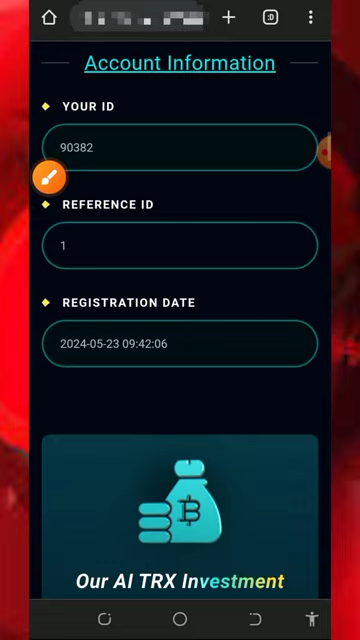 :D
Account Information
YOUR ID
90382
REFERENCE ID
1
REGISTRATION DATE
2024-05-23 09:42:06
Our AI TRX Investment